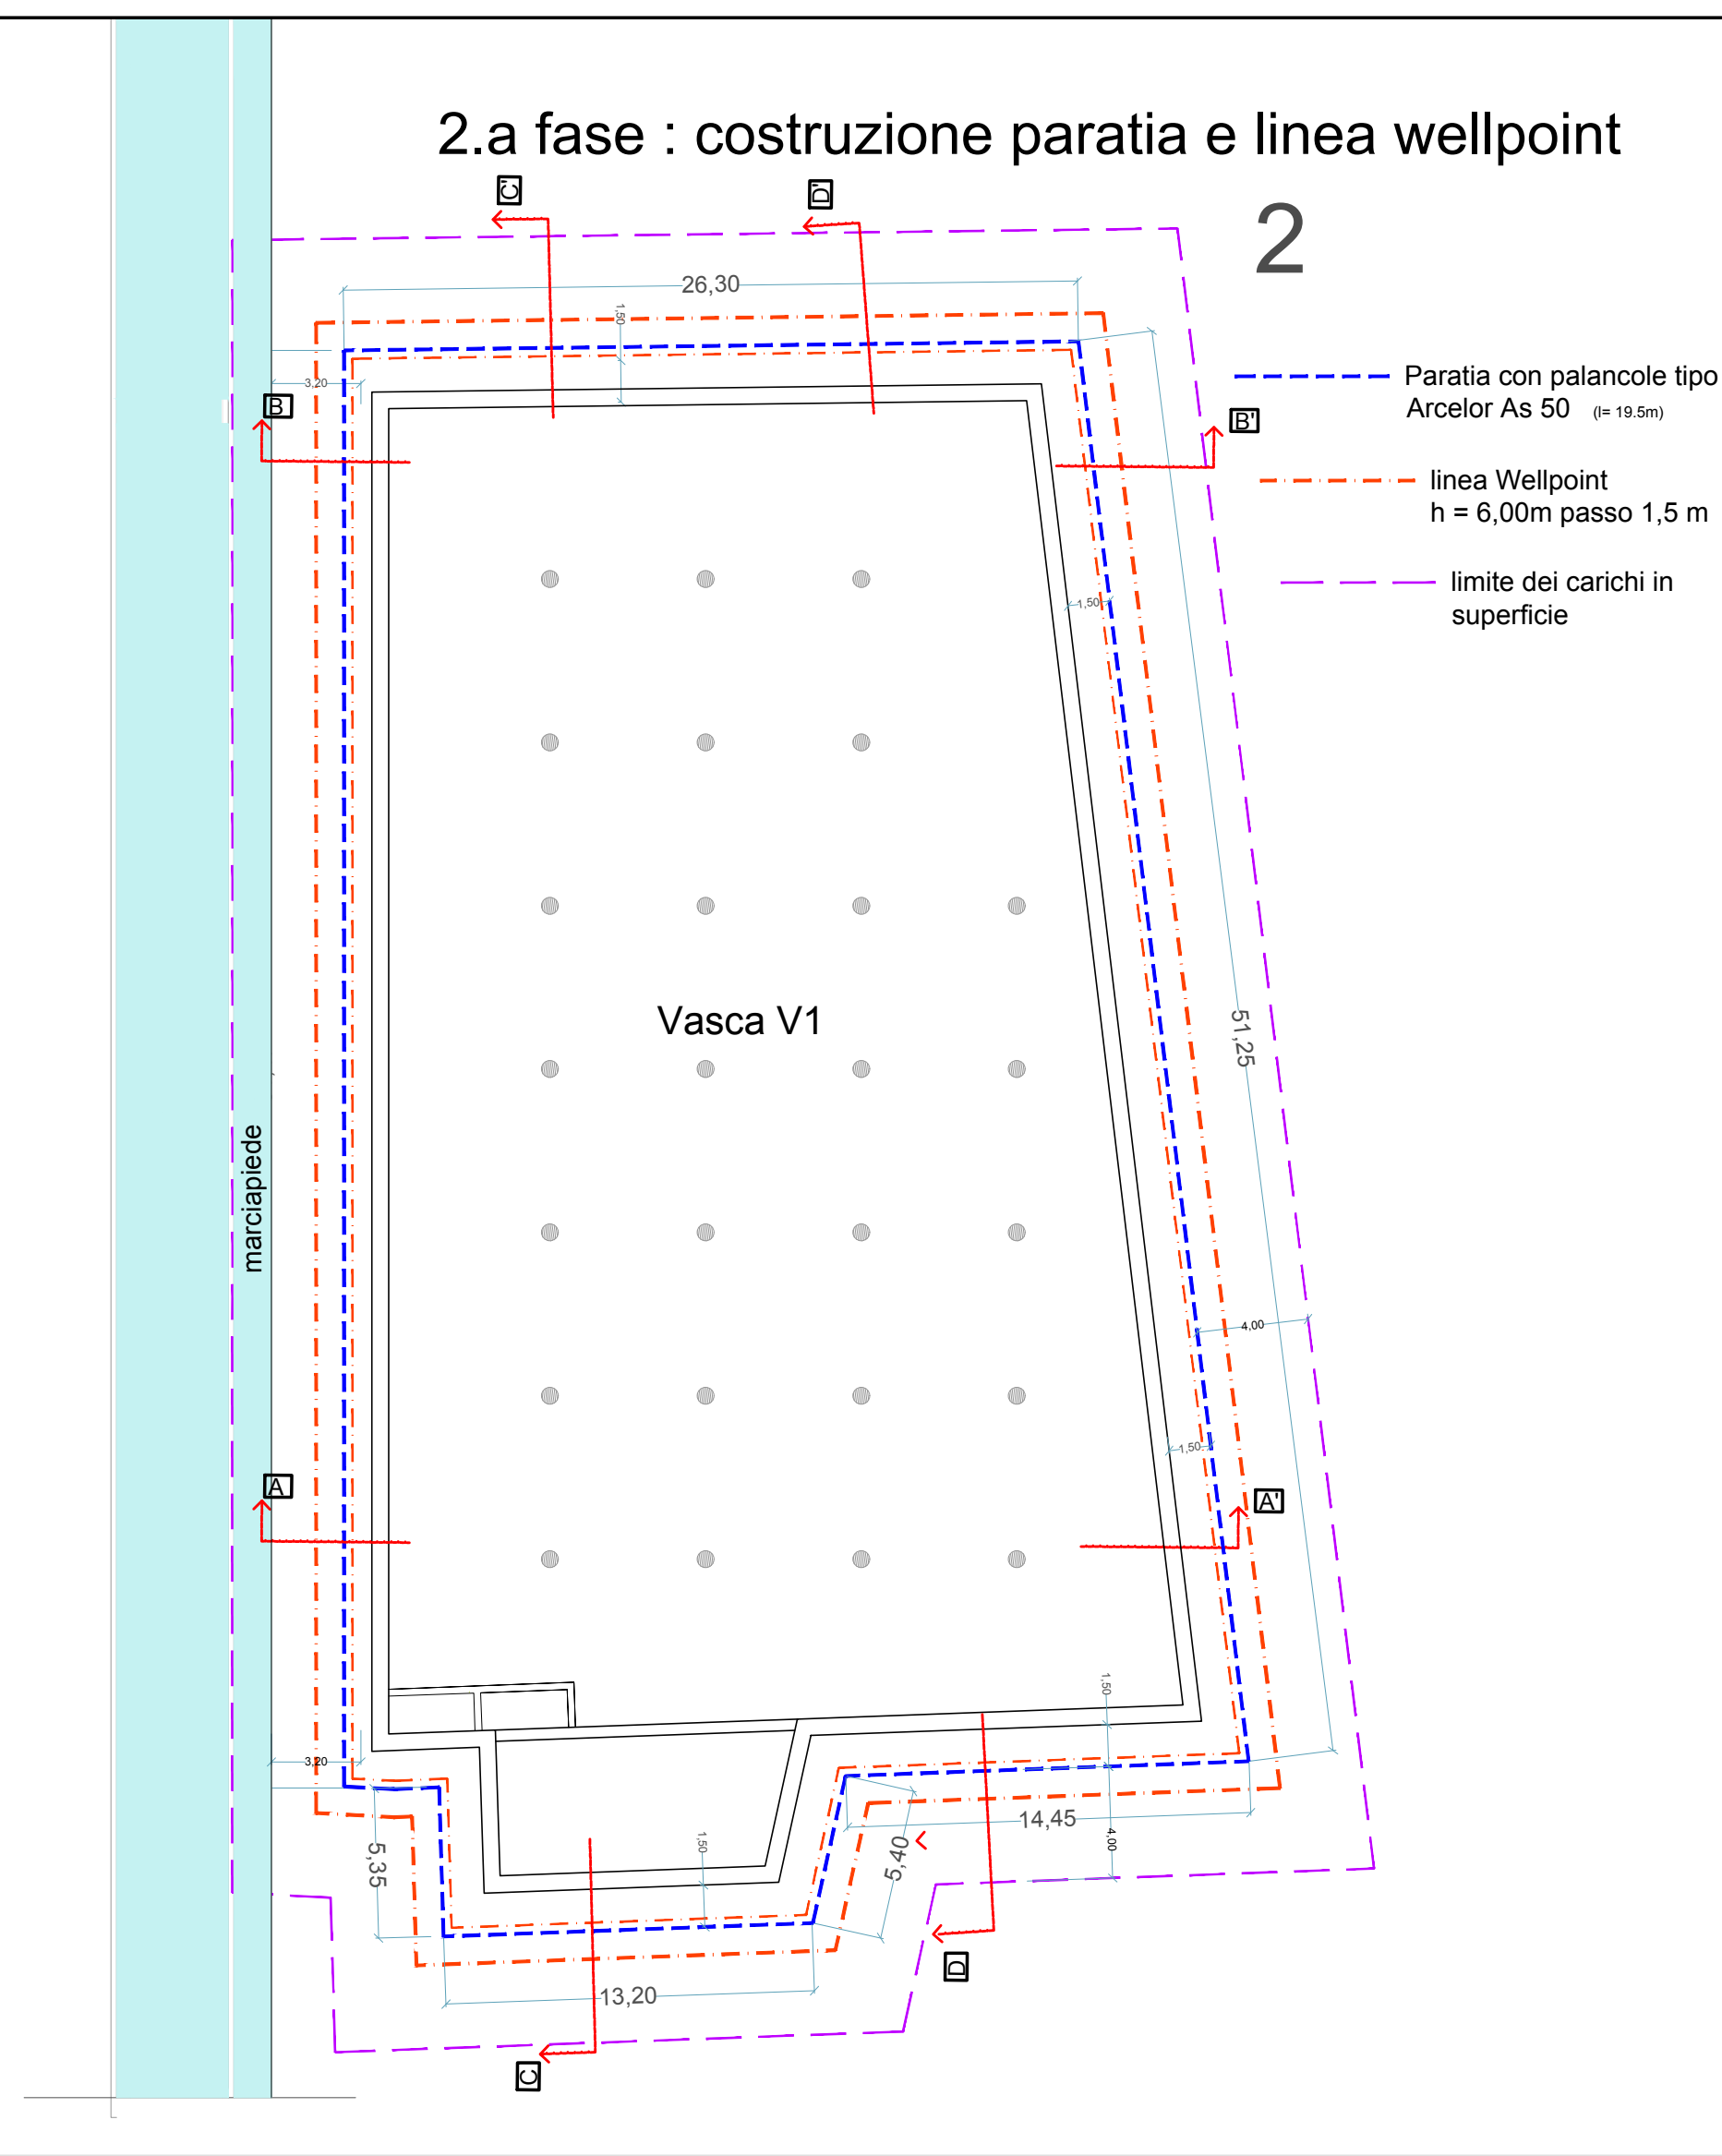 2.a fase : costruzione paratia e linea wellpoint
2
C'
D'
26,30
1,50
3,20
B
B'
Paratia con palancole tipo
Arcelor As 50 (l= 19.5m)
linea Wellpoint
h = 6,00m passo 1,5 m
limite dei carichi in
superficie
1,50
51,25
Vasca V1
marciapiede
4,00
1,50
A
A'
1,50
3,20
14,45
4,00
5,35
1,50
5,40
D
13,20
C